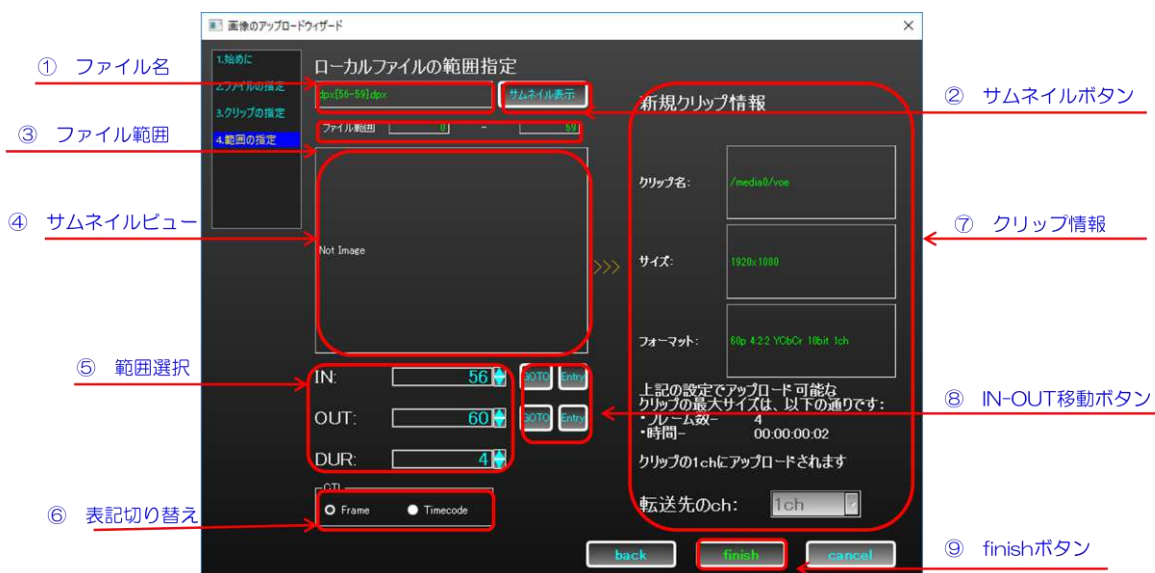 画像のアップロードウィザード
① ファイル名
② サムネイルボタン
③ ファイル範囲
④ サムネイルビュー
⑤ 範囲選択
⑥ 表記切り替え
⑦ クリップ情報
⑧ IN-OUT移動ボタン
⑨ finishボタン
1.始めに
2.ファイルの指定
3.クリップの指定
4.範囲の指定
ローカルファイルの範囲指定
dpx[56-59].dpx
サムネイル表示
ファイル範囲 0 - 59
Not Image
>>>
IN: 56 GOTO Entry
OUT: 60 GOTO Entry
DUR: 4
CTL
Frame Timecode
新規クリップ情報
クリップ名: /media0/voe
サイズ: 1920x1080
フォーマット: 60p 4:2:2 YCbCr 10bit 1ch
上記の設定でアップロード可能な
クリップの最大サイズは、以下の通りです:
・フレーム数- 4
・時間- 00:00:00:02
クリップの1chにアップロードされます
転送先のch: 1ch
back finish cancel